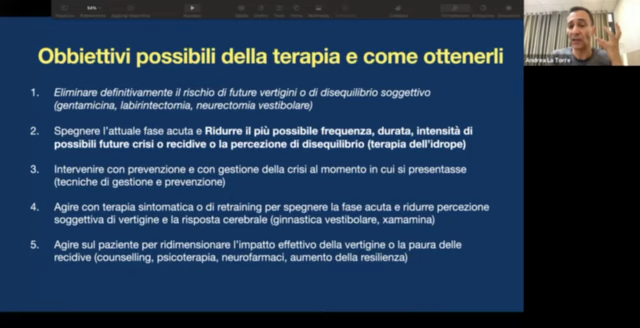 Obbiettivi possibili della terapia e come ottenerli
1. Eliminare definitivamente il rischio di future vertigini o di disequilibrio soggettivo
(gentamicina, labirintectomia, neurectomia vestibolare)
2. Spegnere l'attuale fase acuta e Ridurre il più possibile frequenza, durata, intensità di
possibili future crisi o recidive o la percezione di disequilibrio (terapia dell'idrope)
3. Intervenire con prevenzione e con gestione della crisi al momento in cui si presentasse
(tecniche di gestione e prevenzione)
4. Agire con terapia sintomatica o di retraining per spegnere la fase acuta e ridurre percezione
soggettiva di vertigine e la risposta cerebrale (ginnastica vestibolare, xamamina)
5. Agire sul paziente per ridimensionare l'impatto effettivo della vertigine o la paura delle
recidive (counselling, psicoterapia, neurofarmaci, aumento della resilienza)
Andrea La Torre